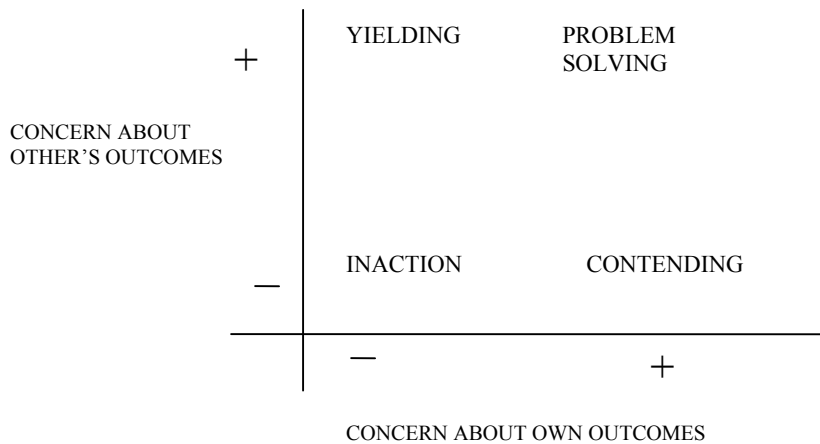 YIELDING
PROBLEM
SOLVING
+
CONCERN ABOUT
OTHER’S OUTCOMES
INACTION
CONTENDING
—
—
+
CONCERN ABOUT OWN OUTCOMES